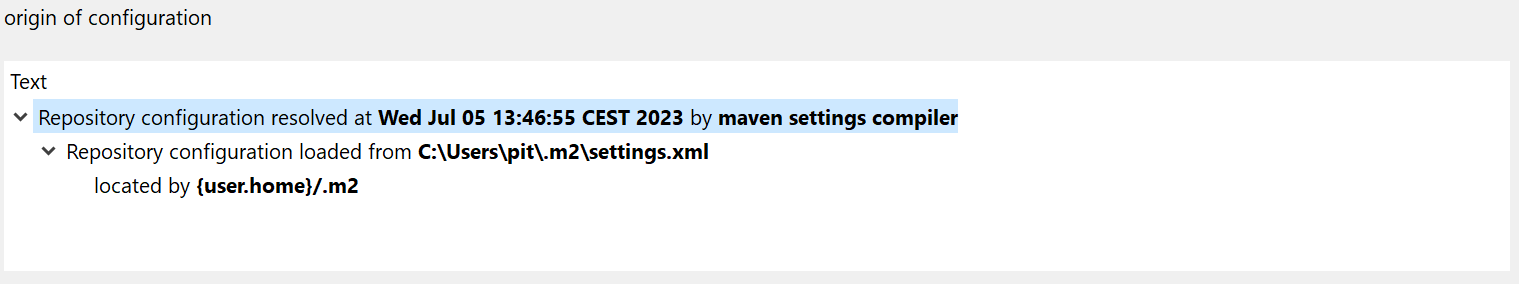 origin of configuration
Text
Repository configuration resolved at Wed Jul 05 13:46:55 CEST 2023 by maven settings compiler
Repository configuration loaded from C:\Users\pit\.m2\settings.xml
located by {user.home}/.m2